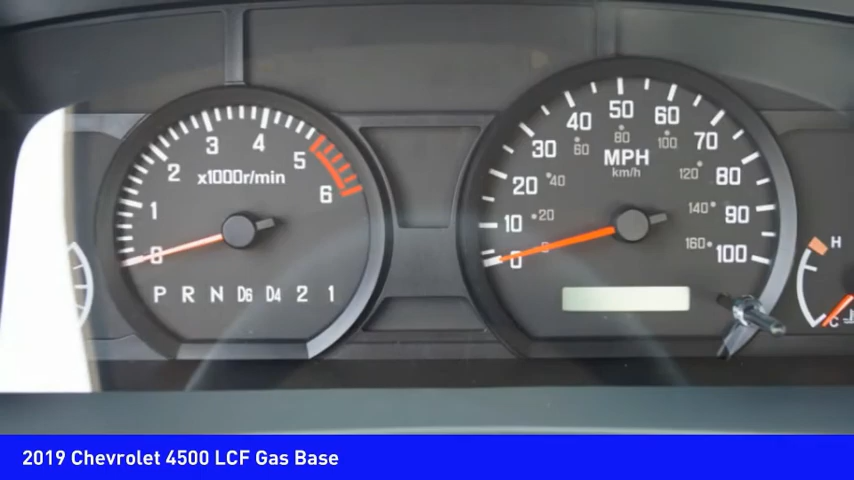 0 1 2 3 4 5 6
x1000r/min
P R N D6 D4 2 1
0 10 20 30 40 50 60 70 80 90 100
MPH
km/h
0 20 40 60 80 100 120 140 160
H
C
2019 Chevrolet 4500 LCF Gas Base